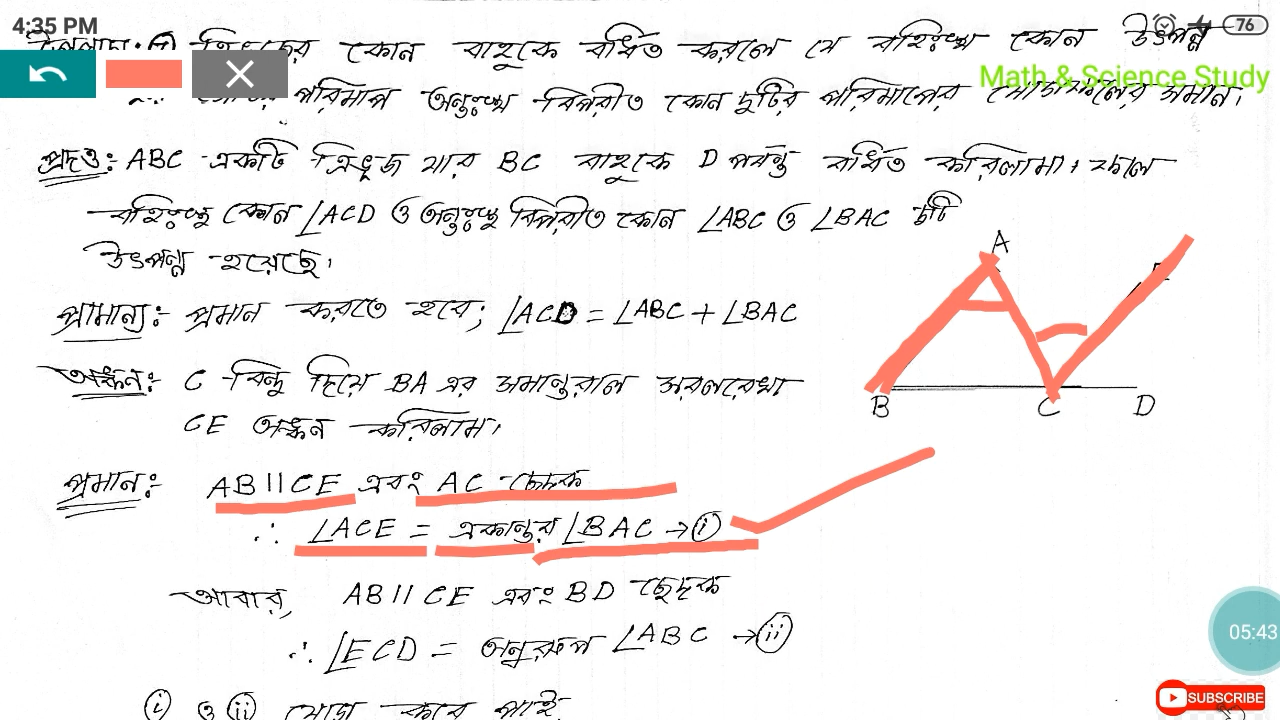 4:35 PM
76
ত্রিভুজের কোন বাহুকে বর্ধিত করলে যে বহিঃস্থ কোন উৎপন্ন
Math & Science Study
পরিমাপ অন্তঃস্থ বিপরীত কোন দুটির পরিমাপের যোগফলের সমান।
প্রদত্ত: ABC একটি ত্রিভূজ যার BC বাহুকে D পর্যন্ত বর্ধিত করিলাম। ফলে
বহিঃস্থ কোন ∠ACD ও অন্তঃস্থ বিপরীত কোন ∠ABC ও ∠BAC দুটি
উৎপন্ন হয়েছে।
প্রামান্য: প্রমান করতে হবে; ∠ACD = ∠ABC + ∠BAC
অঙ্কন: C বিন্দু দিয়ে BA এর সমান্তরাল সরলরেখা
CE অঙ্কন করিলাম।
A
B C D
প্রমান: AB || CE এবং AC ছেদক
∴ ∠ACE = একান্তর ∠BAC → (i)
আবার, AB || CE এবং BD ছেদক
∴ ∠ECD = অনুরূপ ∠ABC → (ii)
(i) ও (ii) যোগ করে পাই,
05:43
SUBSCRIBE